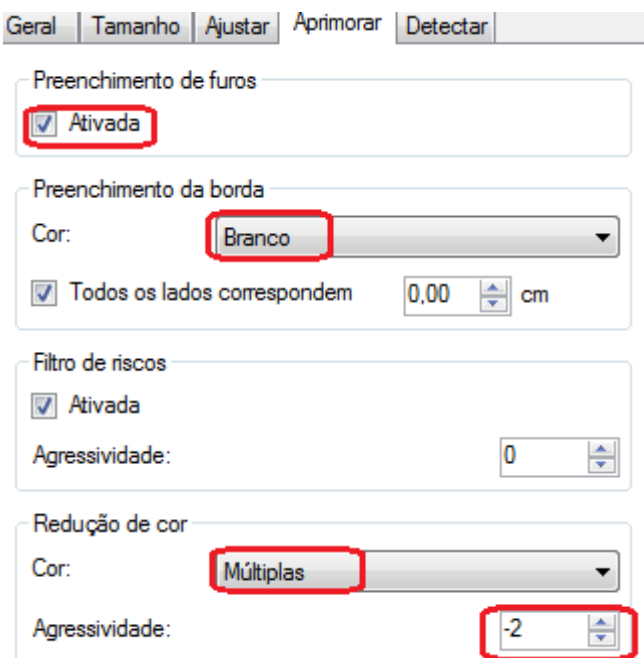 Geral Tamanho Ajustar Aprimorar Detectar
Preenchimento de furos
Ativada
Preenchimento da borda
Cor: Branco
Todos os lados correspondem 0,00 cm
Filtro de riscos
Ativada
Agressividade: 0
Redução de cor
Cor: Múltiplas
Agressividade: -2